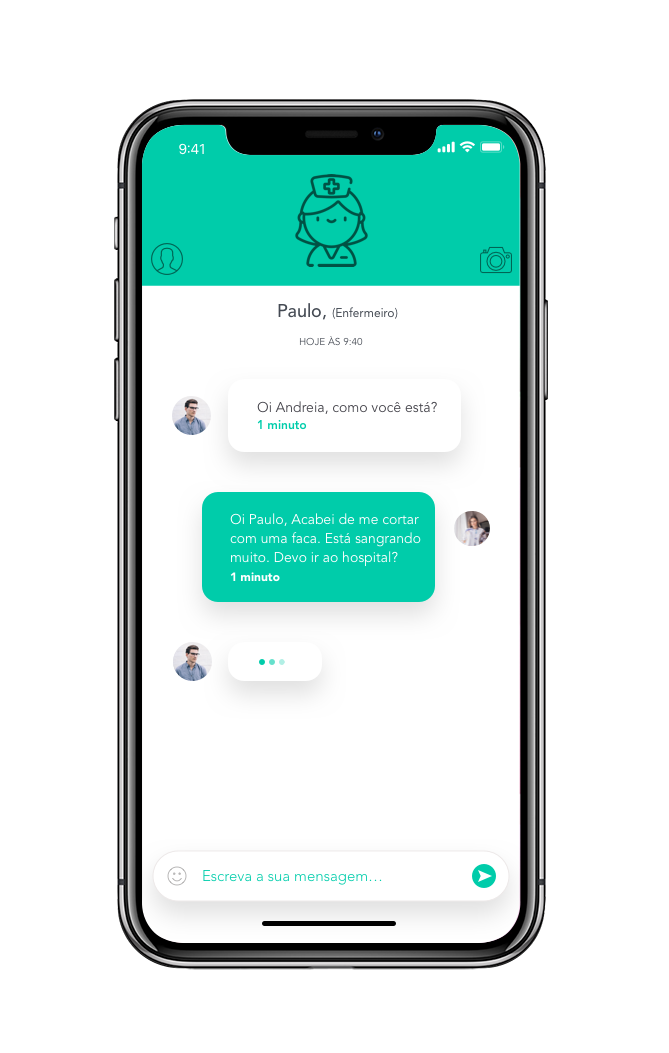 9:41
Paulo, (Enfermeiro)
HOJE ÀS 9:40
Oi Andreia, como você está?
1 minuto
Oi Paulo, Acabei de me cortar
com uma faca. Está sangrando
muito. Devo ir ao hospital?
1 minuto
Escreva a sua mensagem...